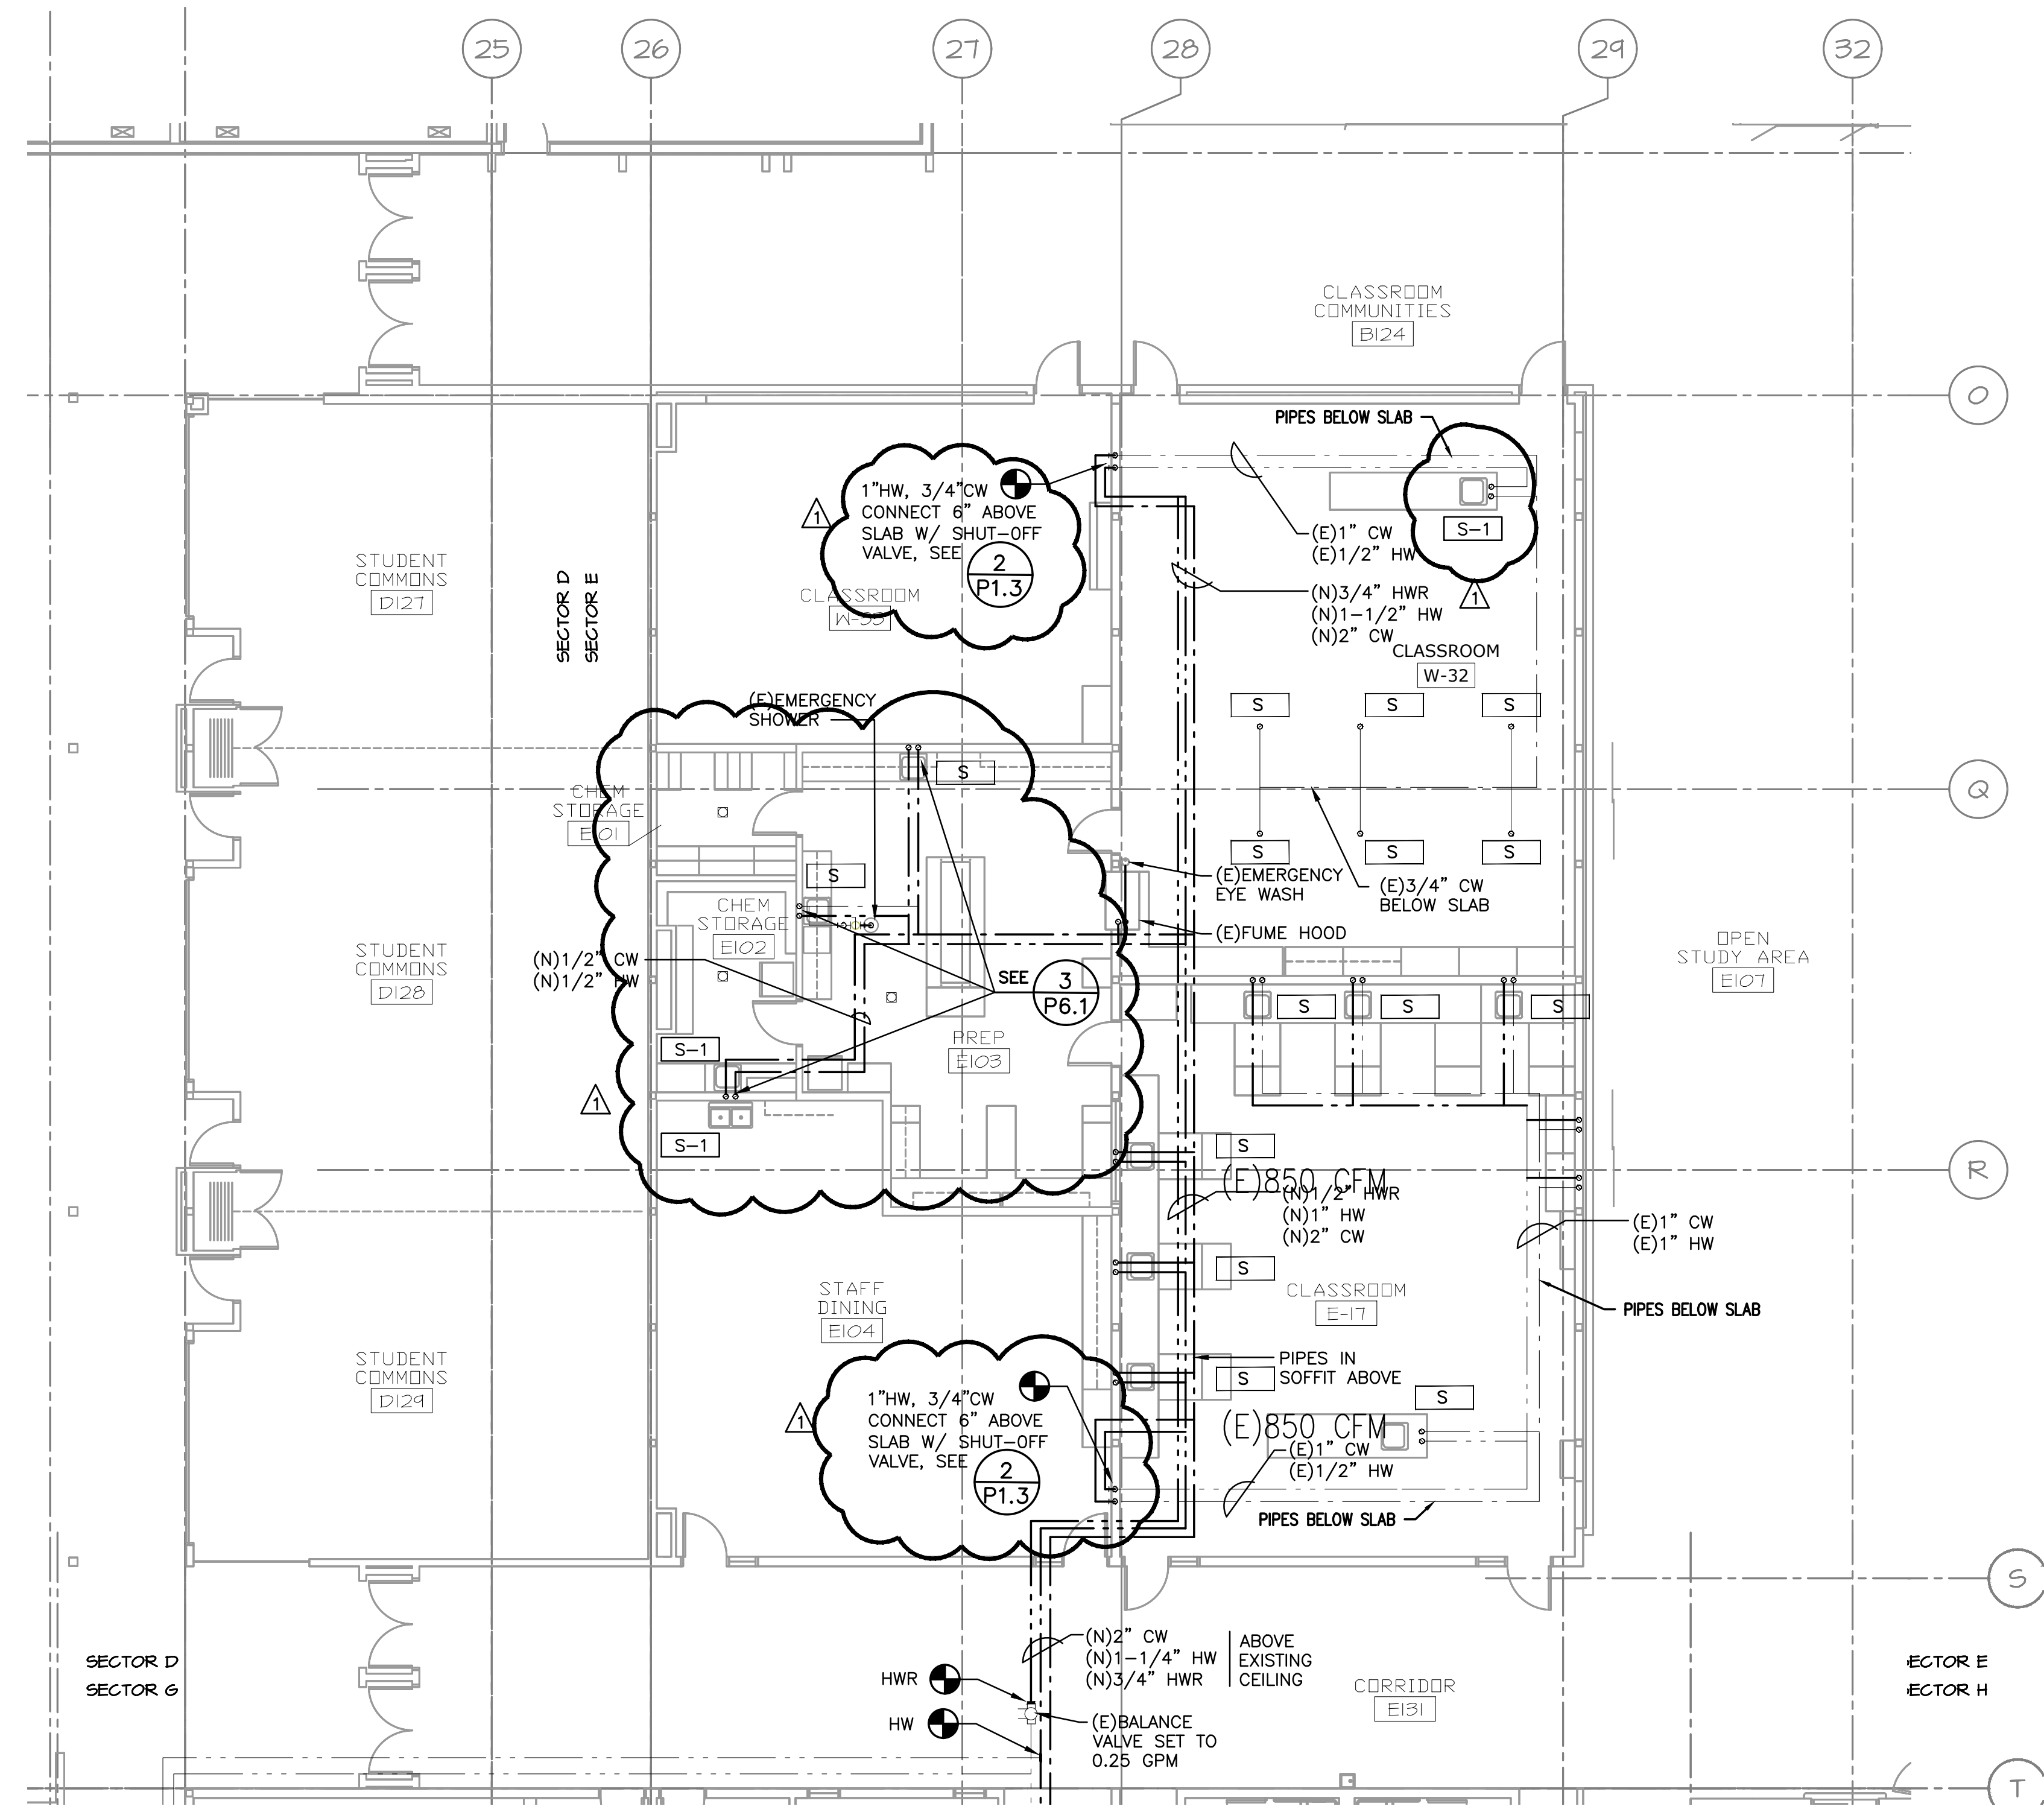 25
26
27
28
29
32
CLASSROOM
COMMUNITIES
B124
O
PIPES BELOW SLAB
1"HW, 3/4"CW
CONNECT 6" ABOVE
SLAB W/ SHUT-OFF
VALVE, SEE
2
P1.3
1
S-1
1
(E)1" CW
(E)1/2" HW
(N)3/4" HWR
(N)1-1/2" HW
(N)2" CW
STUDENT
COMMONS
D127
SECTOR D
SECTOR E
CLASSROOM
W-33
CLASSROOM
W-32
S
S
S
(E)EMERGENCY
SHOWER
S
Q
CHEM
STORAGE
E101
S
S
S
S
(E)EMERGENCY
EYE WASH
(E)3/4" CW
BELOW SLAB
CHEM
STORAGE
E102
(E)FUME HOOD
OPEN
STUDY AREA
E107
STUDENT
COMMONS
D128
(N)1/2" CW
(N)1/2" HW
SEE
3
P6.1
S
S
S
PREP
E103
S-1
1
S-1
S
R
(E)850 CFM
(N)1/2" HWR
(N)1" HW
(N)2" CW
(E)1" CW
(E)1" HW
S
STAFF
DINING
E104
CLASSROOM
E-17
PIPES BELOW SLAB
STUDENT
COMMONS
D129
PIPES IN
SOFFIT ABOVE
S
S
1"HW, 3/4"CW
CONNECT 6" ABOVE
SLAB W/ SHUT-OFF
VALVE, SEE
2
P1.3
1
(E)850 CFM
(E)1" CW
(E)1/2" HW
PIPES BELOW SLAB
S
(N)2" CW
(N)1-1/4" HW
(N)3/4" HWR
ABOVE
EXISTING
CEILING
SECTOR D
SECTOR G
ECTOR E
ECTOR H
HWR
HW
(E)BALANCE
VALVE SET TO
0.25 GPM
CORRIDOR
E131
T